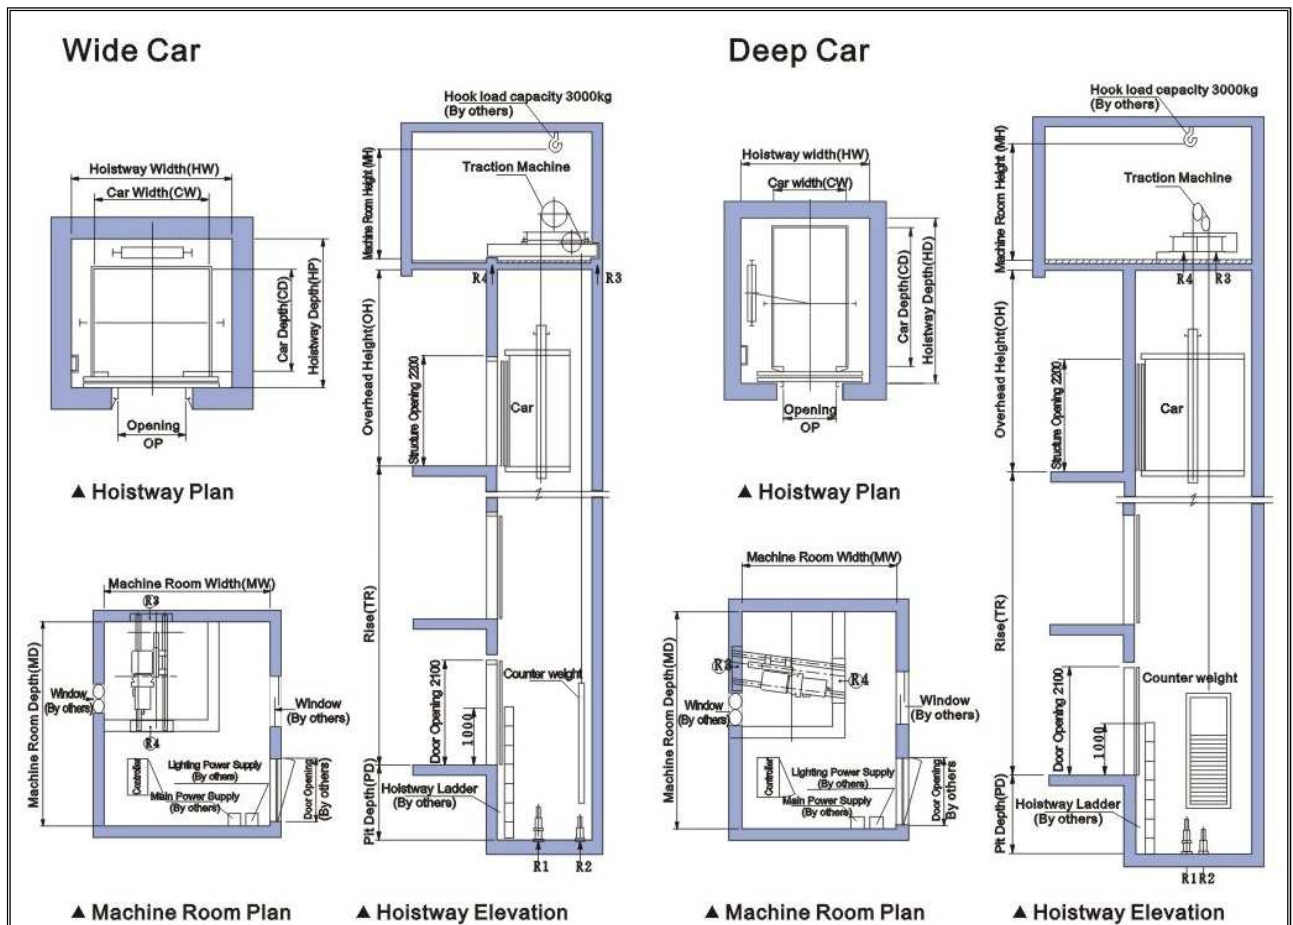 Wide Car
Hoistway Width(HW)
Car Width(CW)
Car Depth(CD)
Hoistway Depth(HP)
Opening
OP
▲ Hoistway Plan
Machine Room Width(MW)
R3
Machine Room Depth(MD)
Window
(By others)
R4
Window
(By others)
Controller
Lighting Power Supply
(By others)
Main Power Supply
(By others)
Door Opening
(By others)
▲ Machine Room Plan
Hook load capacity 3000kg
(By others)
Machine Room Height (MH)
Traction Machine
R4
R3
Overhead Height(OH)
Structure Opening 2200
Car
Rise(TR)
Door Opening 2100
1000
Counter weight
Pit Depth(PD)
Hoistway Ladder
(By others)
R1
R2
▲ Hoistway Elevation
Deep Car
Hoistway width(HW)
Car width(CW)
Car Depth(CD)
Hoistway Depth(HD)
Opening
OP
▲ Hoistway Plan
Machine Room Width(MW)
Machine Room Depth(MD)
R3
R4
Window
(By others)
Window
(By others)
Controller
Lighting Power Supply
(By others)
Main Power Supply
(By others)
Door Opening
By others)
▲ Machine Room Plan
Hook load capacity 3000kg
(By others)
Machine Room Height(MH)
Traction Machine
R4
R3
Overhead Height(OH)
Structure Opening 2200
Car
Rise(TR)
Door Opening 2100
1000
Counter weight
Pit Depth(PD)
Hoistway Ladder
(By others)
R1
R2
▲ Hoistway Elevation